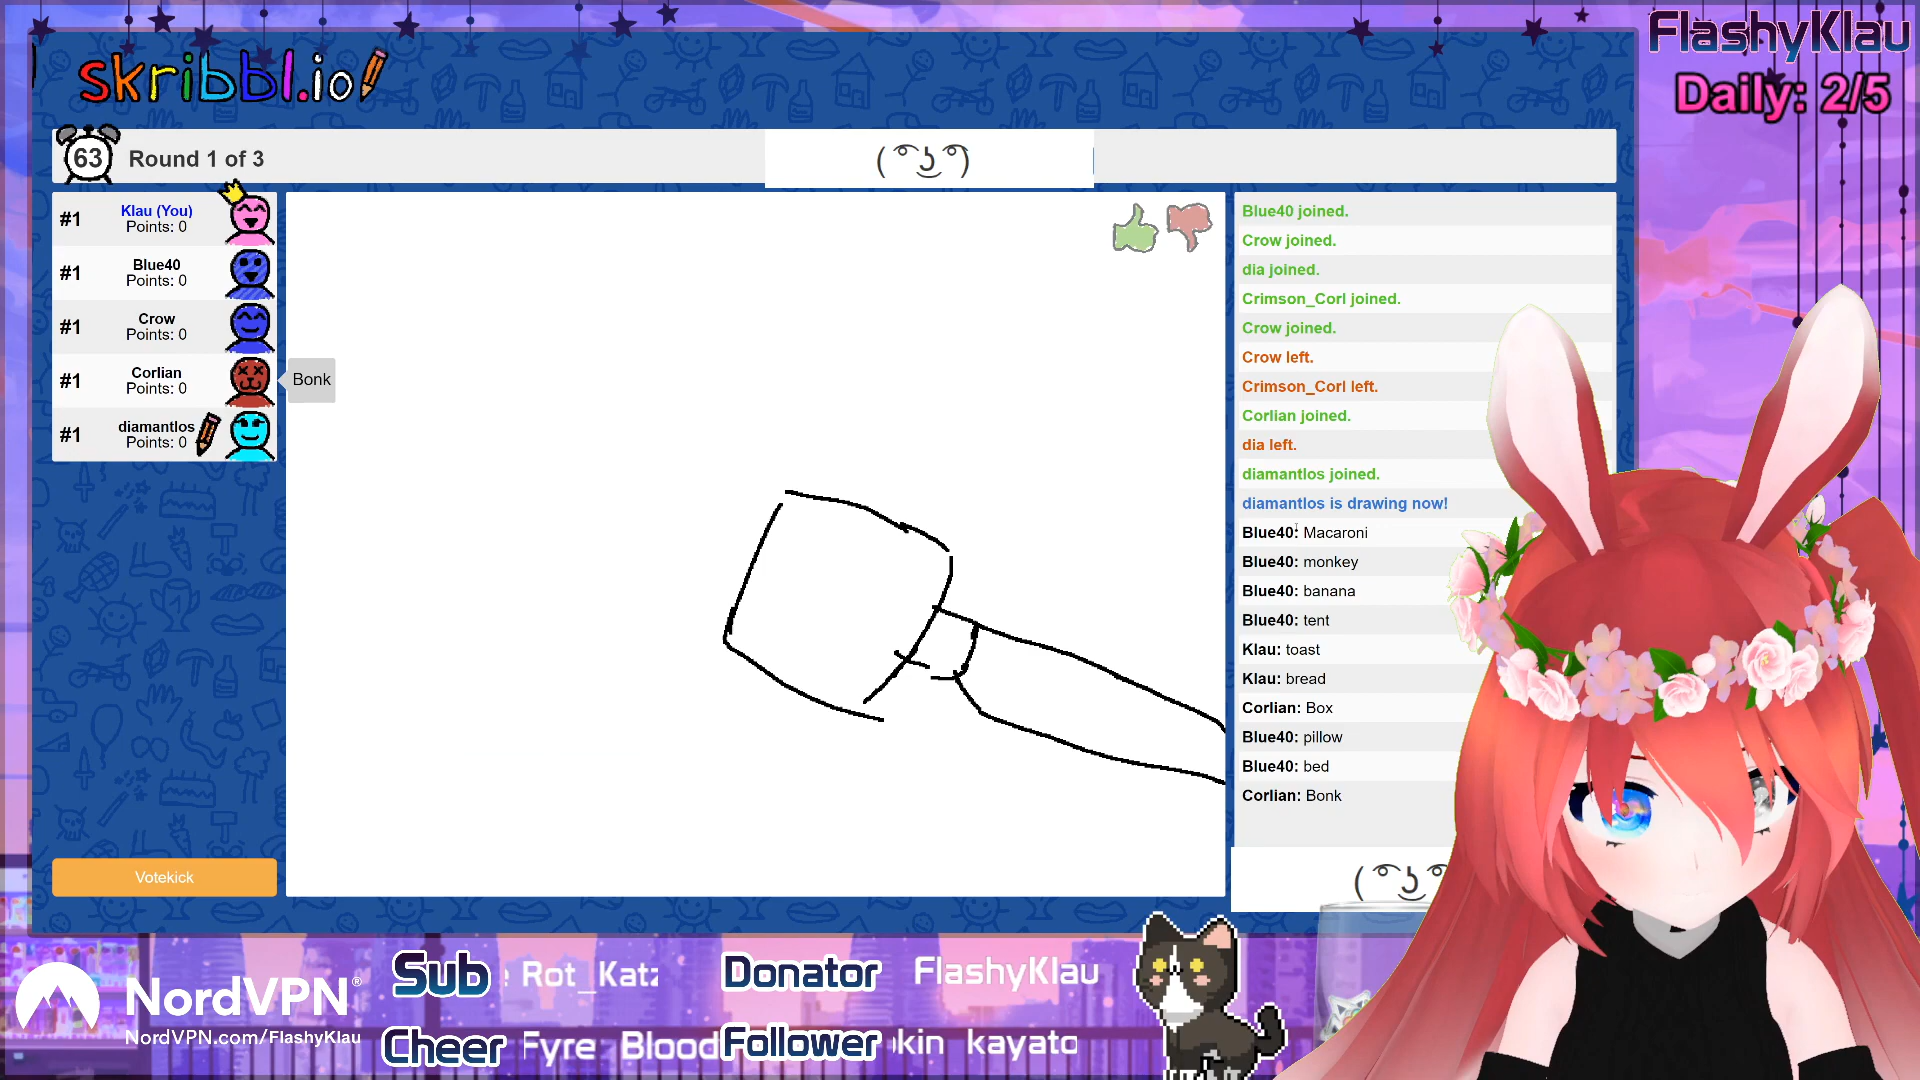 FlashyKlau
Daily: 2/5
skribbl.io
63
Round 1 of 3
( ͡° ͜ʖ ͡°)
#1
Klau (You)
Points: 0
#1
Blue40
Points: 0
#1
Crow
Points: 0
#1
Corlian
Points: 0
Bonk
#1
diamantlos
Points: 0
Blue40 joined.
Crow joined.
dia joined.
Crimson_Corl joined.
Crow joined.
Crow left.
Crimson_Corl left.
Corlian joined.
dia left.
diamantlos joined.
diamantlos is drawing now!
Blue40: Macaroni
Blue40: monkey
Blue40: banana
Blue40: tent
Klau: toast
Klau: bread
Corlian: Box
Blue40: pillow
Blue40: bed
Corlian: Bonk
Votekick
NordVPN®
NordVPN.com/FlashyKlau
Sub Rot_Katz
Donator FlashyKlau
Cheer Fyre Blood
Follower kin kayato